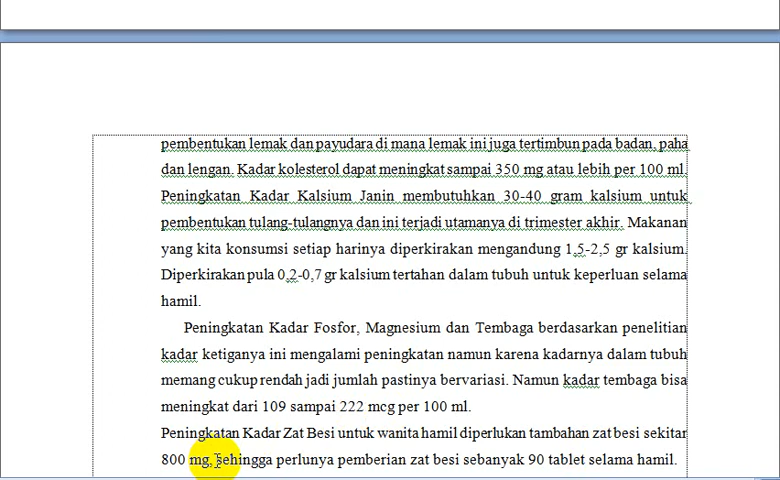 pembentukan lemak dan payudara di mana lemak ini juga tertimbun pada badan, paha
dan lengan. Kadar kolesterol dapat meningkat sampai 350 mg atau lebih per 100 ml.
Peningkatan Kadar Kalsium Janin membutuhkan 30-40 gram kalsium untuk
pembentukan tulang-tulangnya dan ini terjadi utamanya di trimester akhir. Makanan
yang kita konsumsi setiap harinya diperkirakan mengandung 1,5-2,5 gr kalsium.
Diperkirakan pula 0,2-0,7 gr kalsium tertahan dalam tubuh untuk keperluan selama
hamil.
Peningkatan Kadar Fosfor, Magnesium dan Tembaga berdasarkan penelitian
kadar ketiganya ini mengalami peningkatan namun karena kadarnya dalam tubuh
memang cukup rendah jadi jumlah pastinya bervariasi. Namun kadar tembaga bisa
meningkat dari 109 sampai 222 mcg per 100 ml.
Peningkatan Kadar Zat Besi untuk wanita hamil diperlukan tambahan zat besi sekitar
800 mg, sehingga perlunya pemberian zat besi sebanyak 90 tablet selama hamil.